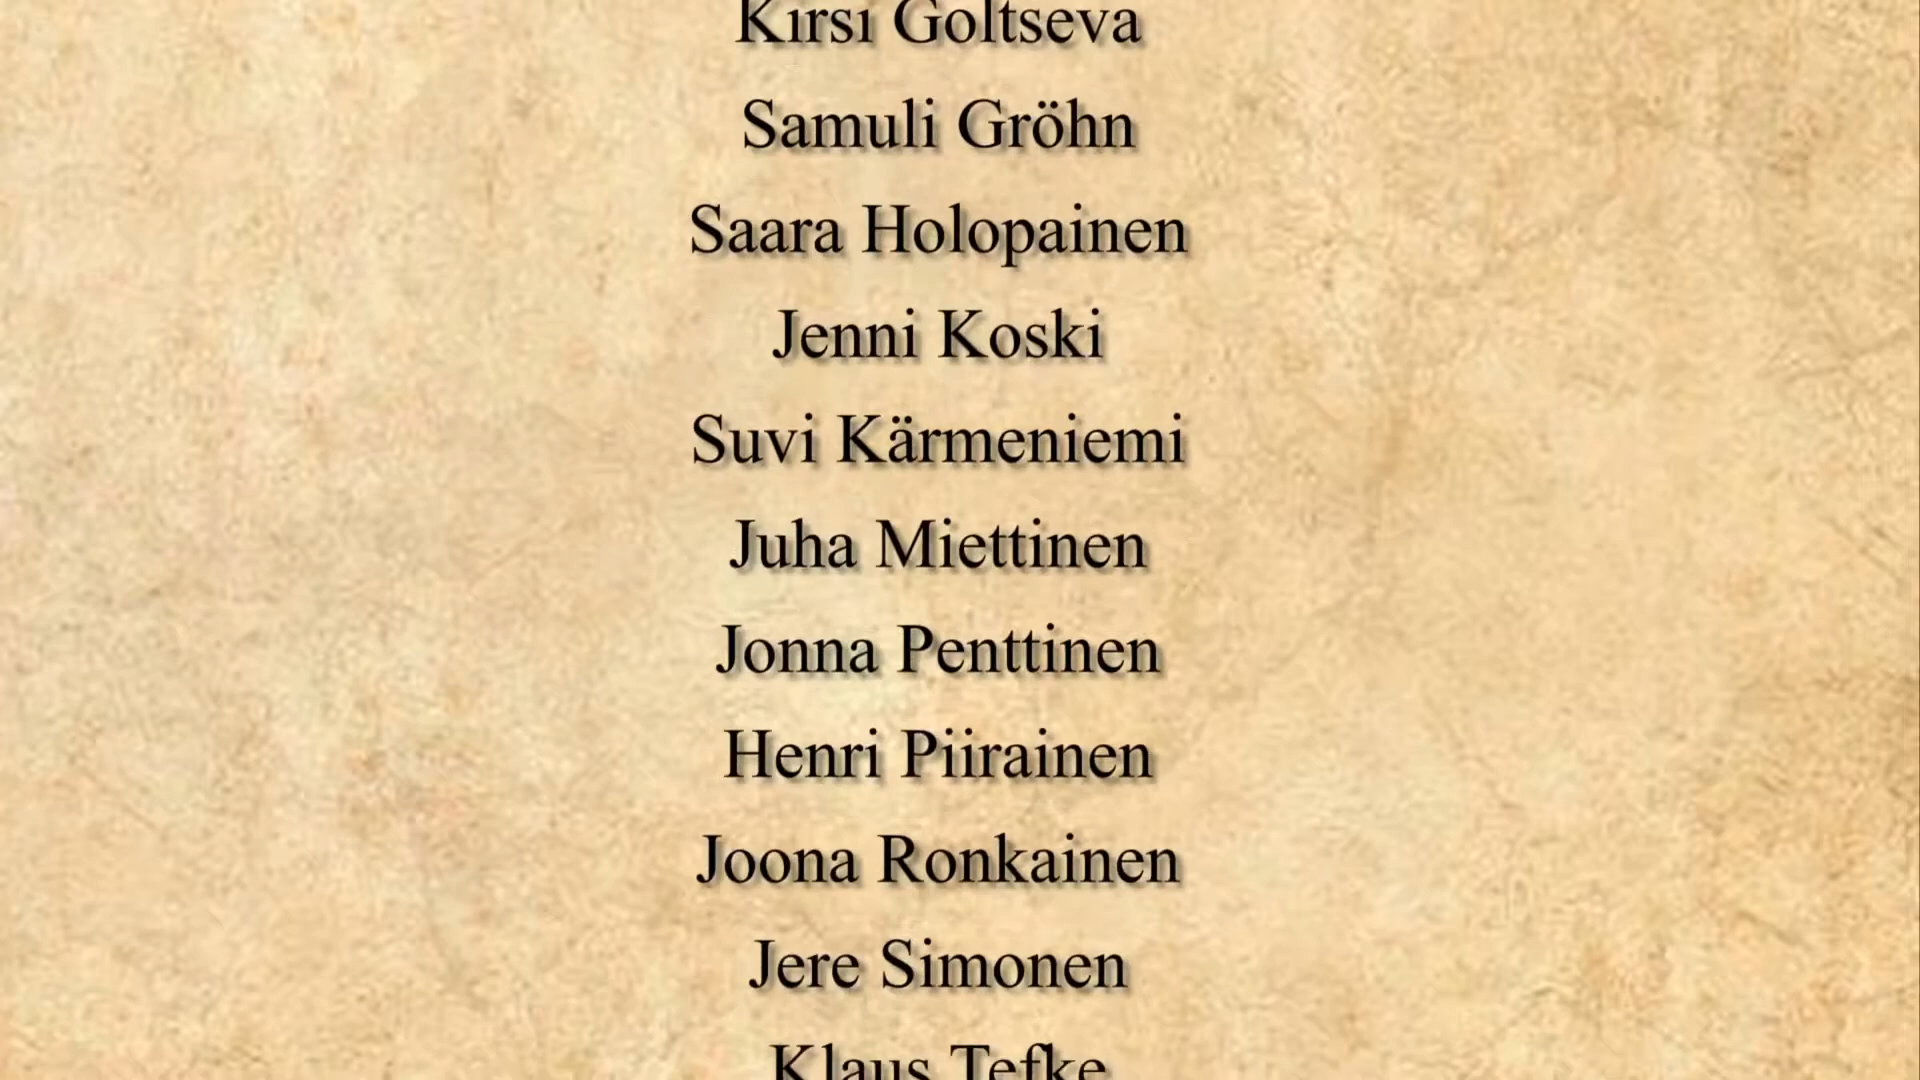 Kirsi Goltseva
Samuli Gröhn
Saara Holopainen
Jenni Koski
Suvi Kärmeniemi
Juha Miettinen
Jonna Penttinen
Henri Piirainen
Joona Ronkainen
Jere Simonen
Klaus Tefke